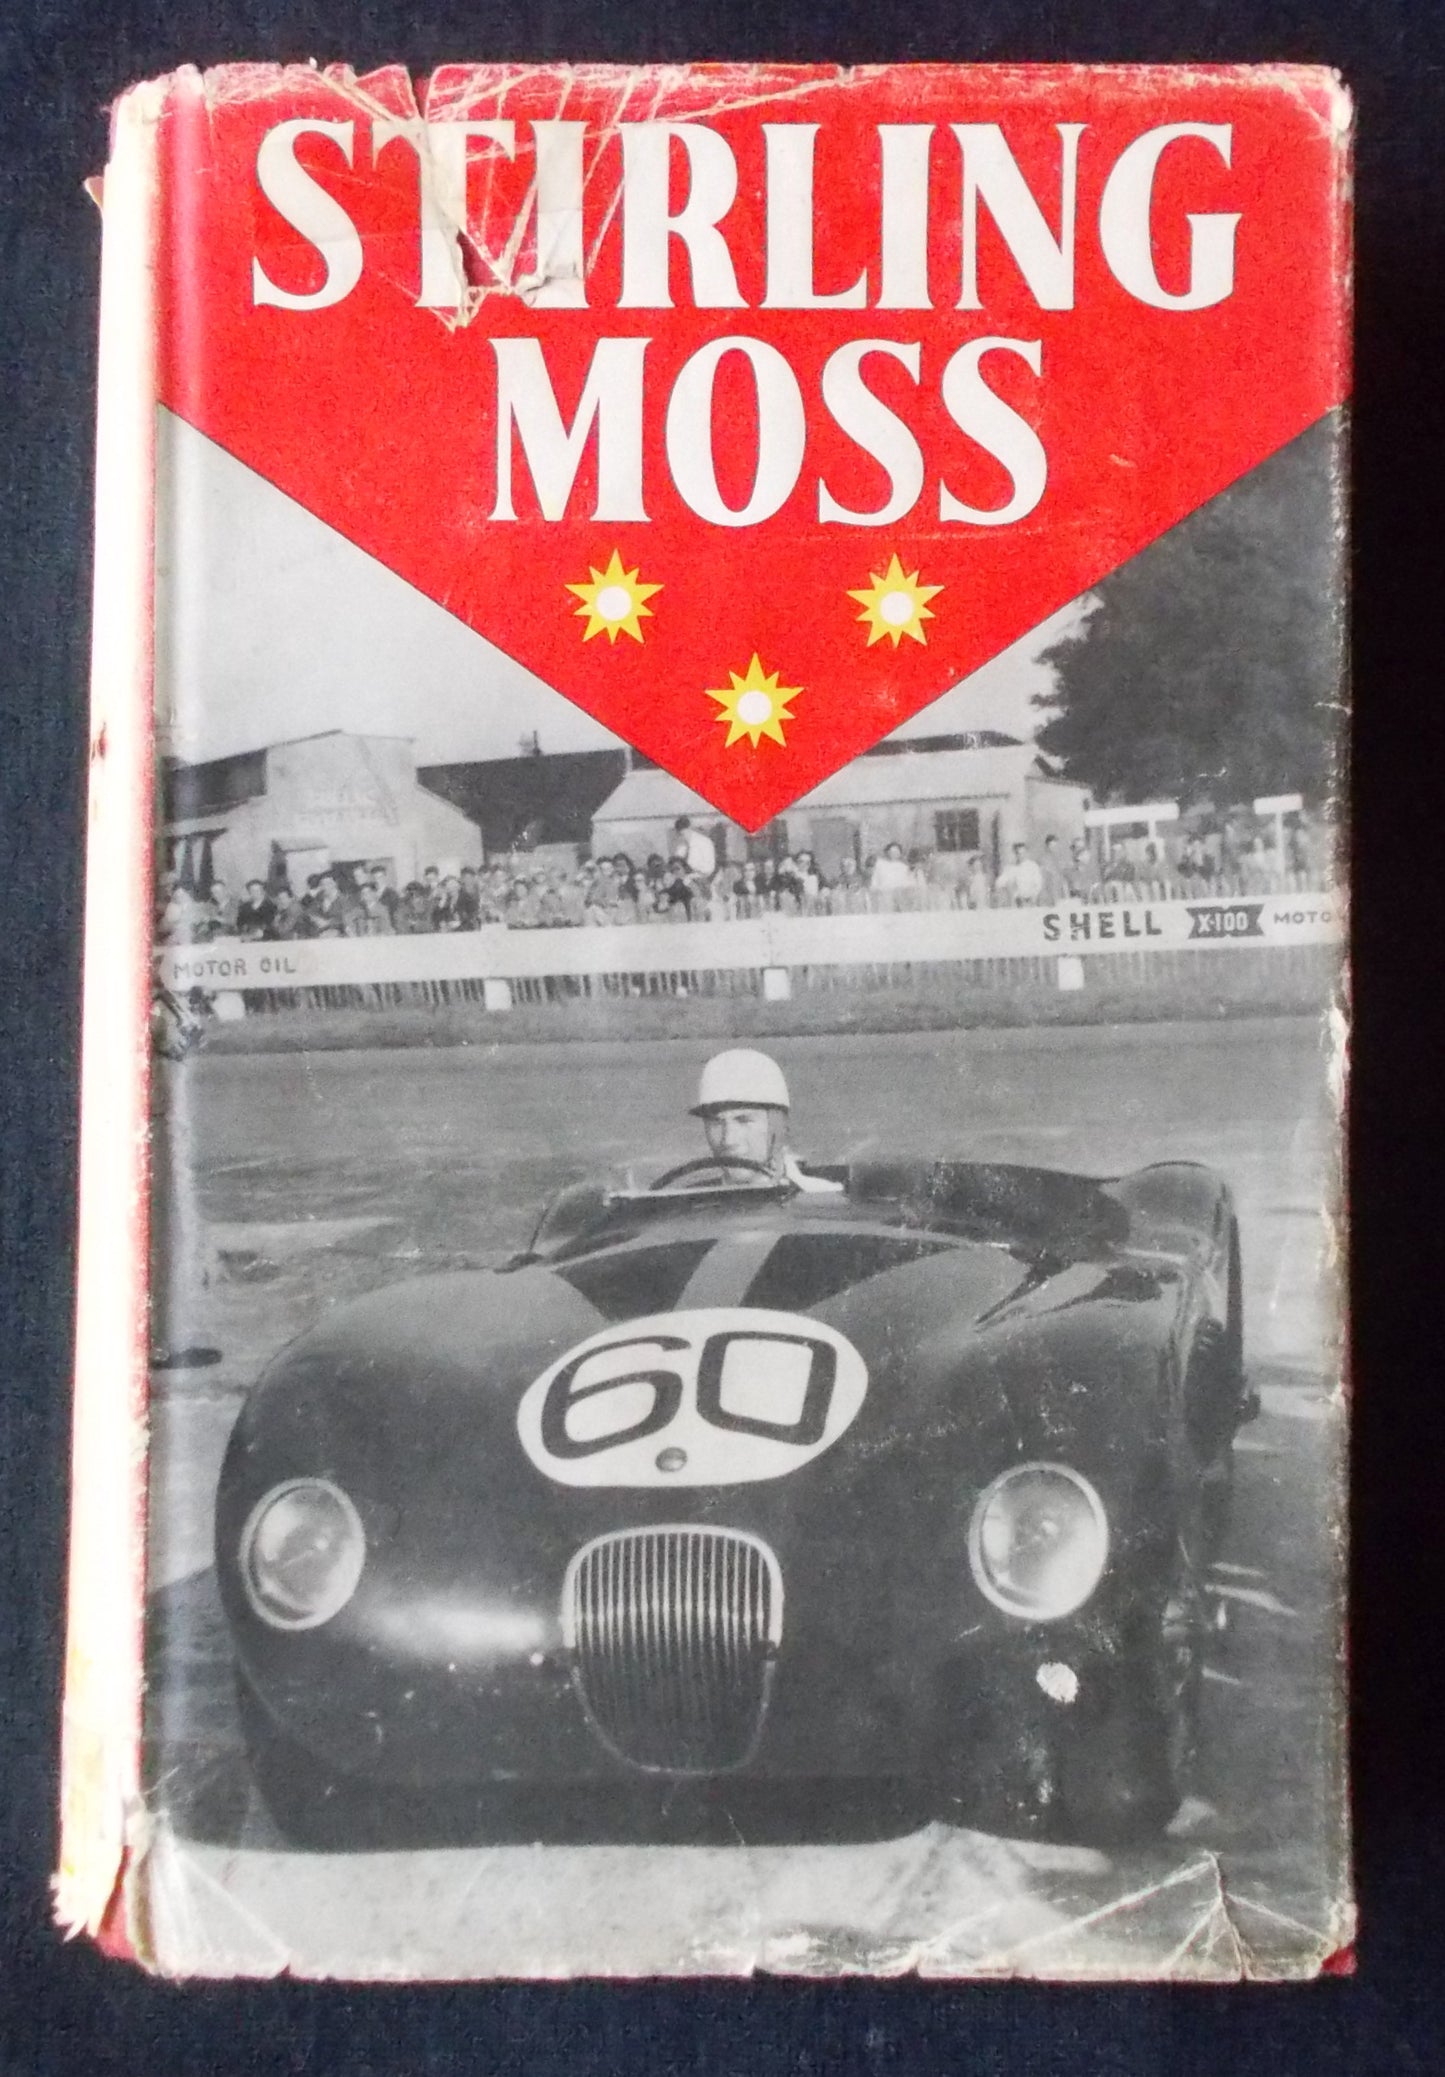 STIRLING
MOSS
SHELL X-100 MOTO
MOTOR OIL
60